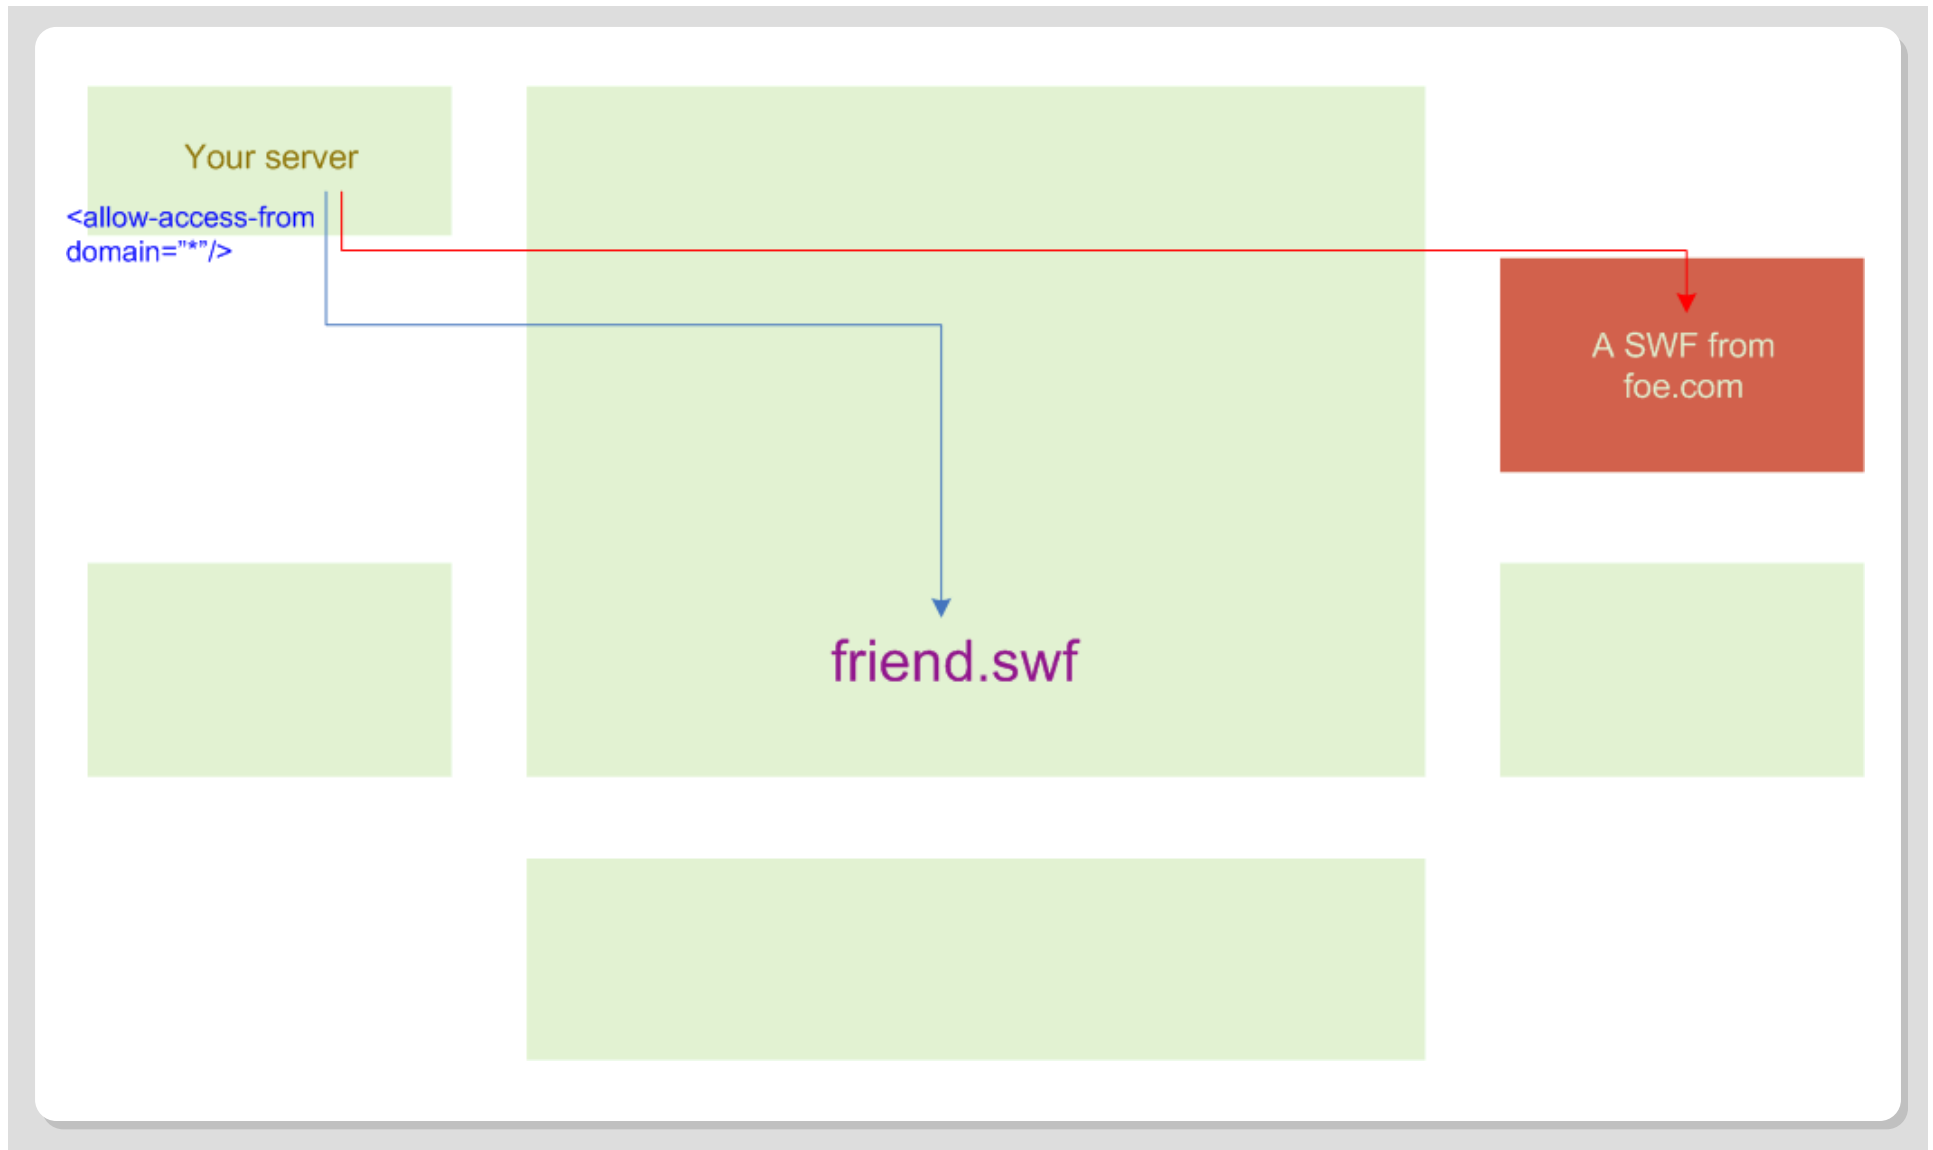 Your server
<allow-access-from
domain=”*”/>
A SWF from
foe.com
friend.swf